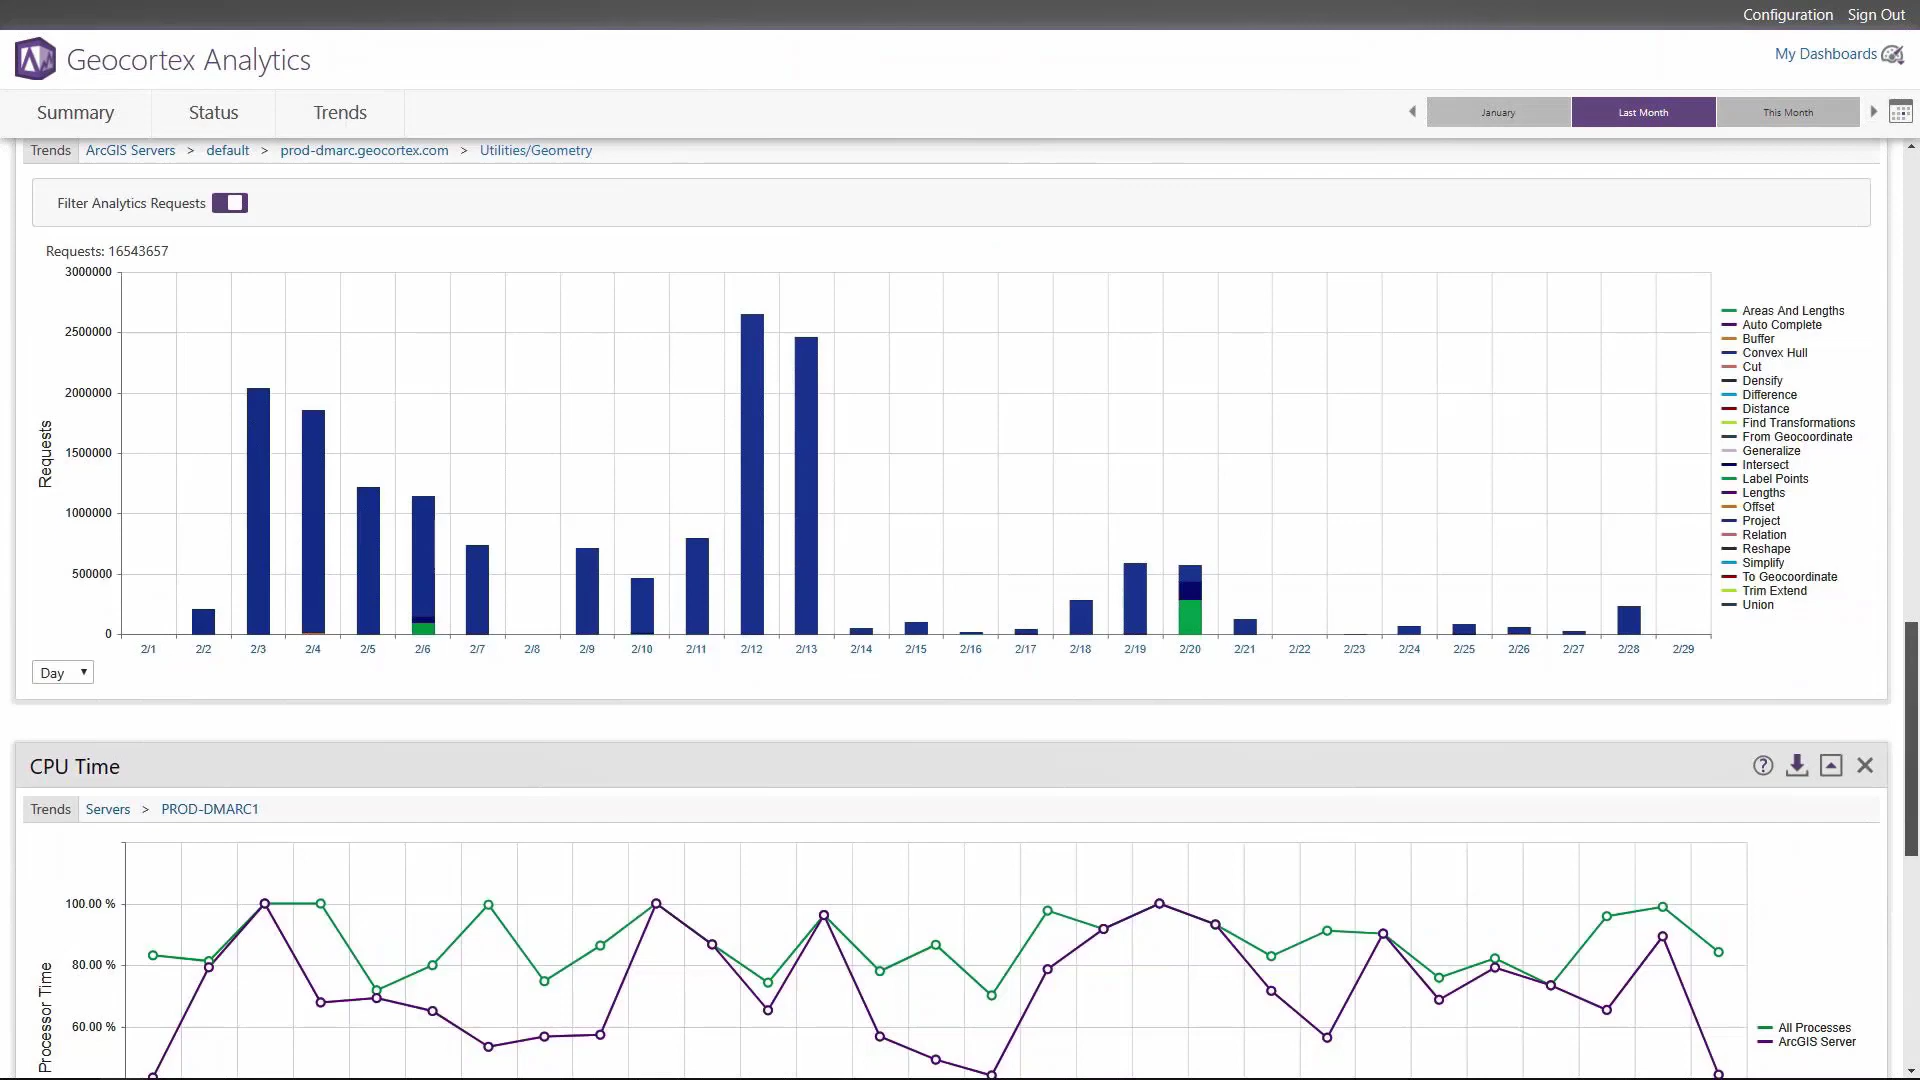 Configuration Sign Out
Geocortex Analytics
My Dashboards
Summary Status Trends
January Last Month This Month
Trends ArcGIS Servers > default > prod-dmarc.geocortex.com > Utilities/Geometry
Filter Analytics Requests
Requests: 16543657
3000000
2500000
2000000
1500000
1000000
500000
0
Requests
2/1 2/2 2/3 2/4 2/5 2/6 2/7 2/8 2/9 2/10 2/11 2/12 2/13 2/14 2/15 2/16 2/17 2/18 2/19 2/20 2/21 2/22 2/23 2/24 2/25 2/26 2/27 2/28 2/29
Areas And Lengths
Auto Complete
Buffer
Convex Hull
Cut
Densify
Difference
Distance
Find Transformations
From Geocoordinate
Generalize
Intersect
Label Points
Lengths
Offset
Project
Relation
Reshape
Simplify
To Geocoordinate
Trim Extend
Union
Day
CPU Time
Trends Servers > PROD-DMARC1
100.00 %
80.00 %
60.00 %
Processor Time
All Processes
ArcGIS Server